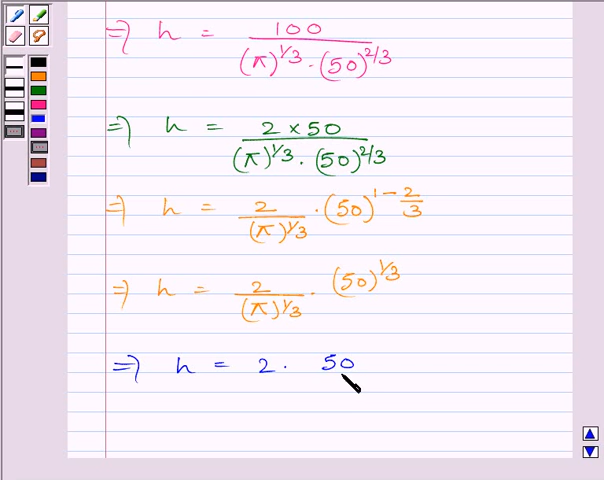 ⇒ h = 100 / (π)^1/3 · (50)^2/3
⇒ h = 2 × 50 / (π)^1/3 · (50)^2/3
⇒ h = 2 / (π)^1/3 · (50)^1 - 2/3
⇒ h = 2 / (π)^1/3 · (50)^1/3
⇒ h = 2 · 50